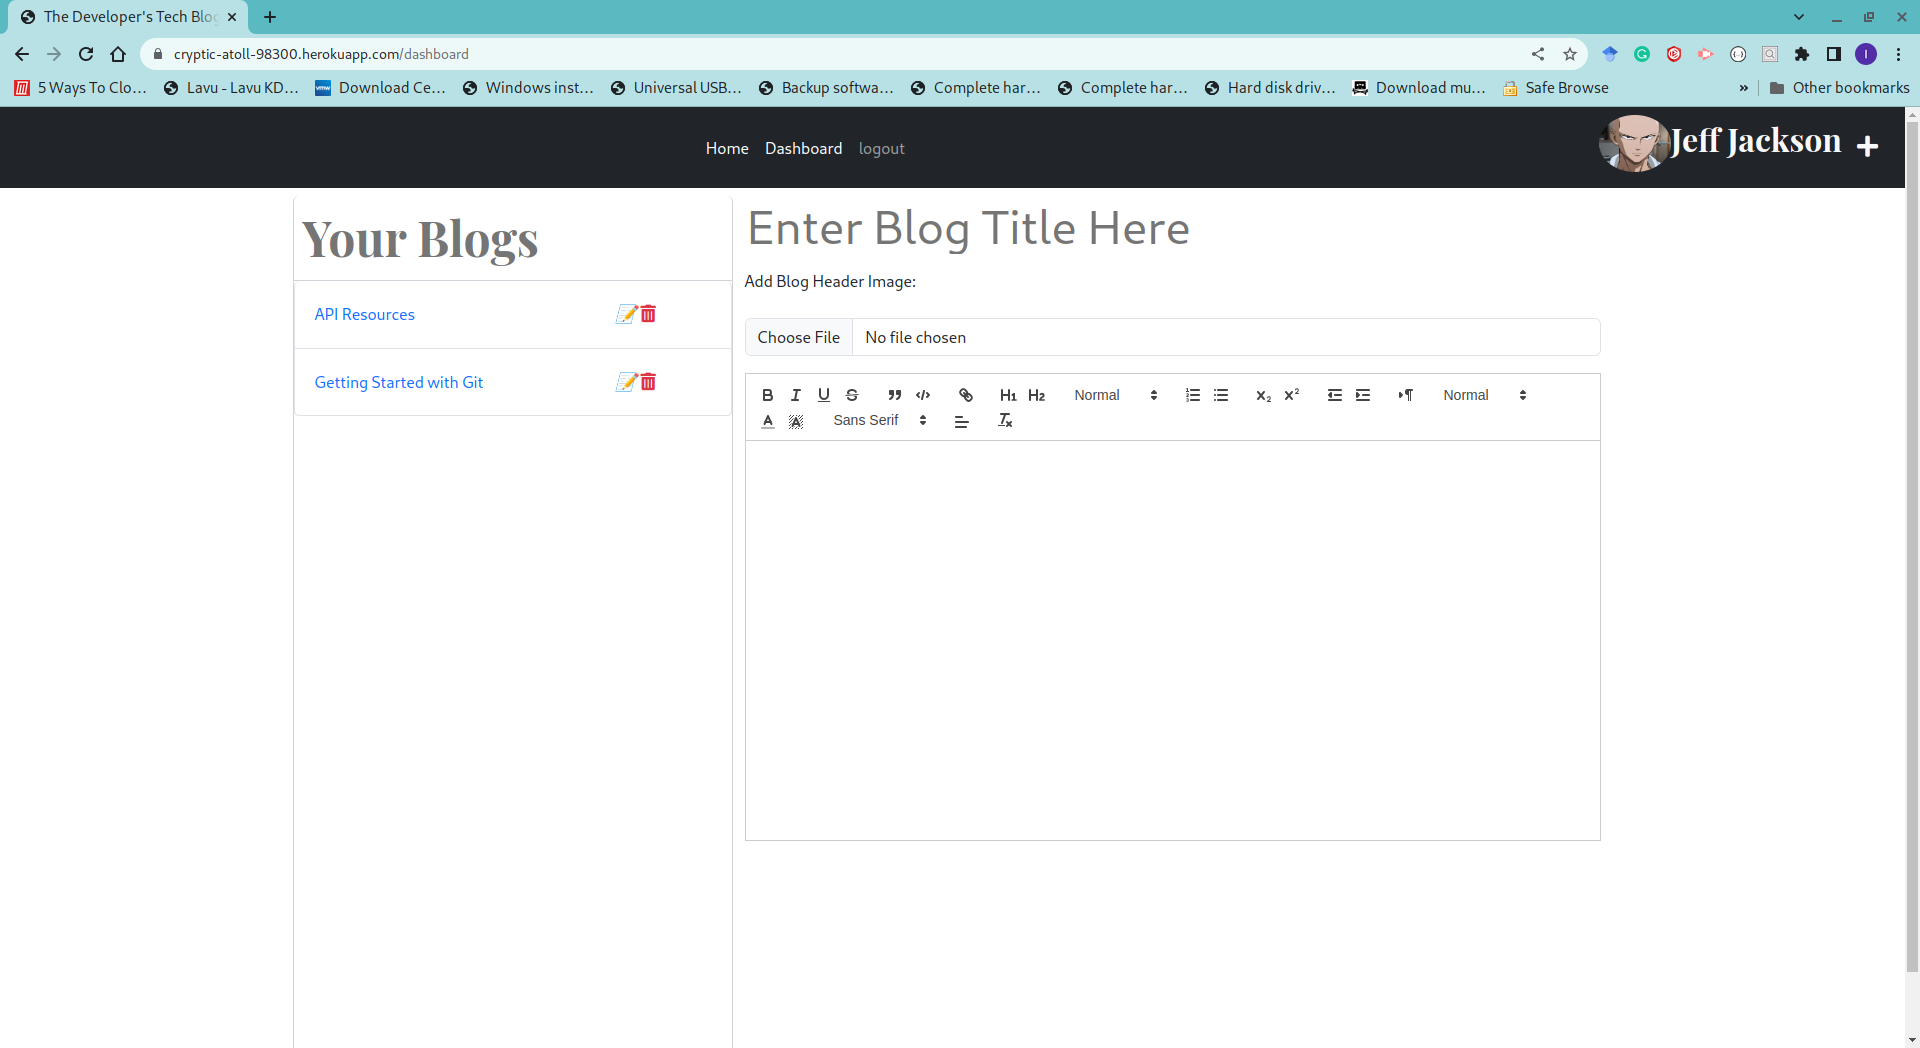 The Developer's Tech Blog
cryptic-atoll-98300.herokuapp.com/dashboard
5 Ways To Clo… Lavu - Lavu KD… Download Ce… Windows inst… Universal USB… Backup softwa… Complete har… Complete har… Hard disk driv… Download mu… Safe Browse » Other bookmarks
Home Dashboard logout Jeff Jackson +
Your Blogs
API Resources
Getting Started with Git
Enter Blog Title Here
Add Blog Header Image:
Choose File No file chosen
B I U S H1 H2 Normal x2 x2 Normal
A A Sans Serif Tx